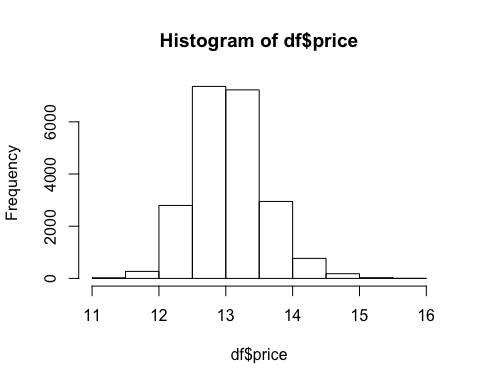 Histogram of df$price
Frequency
6000
4000
2000
0
11 12 13 14 15 16
df$price